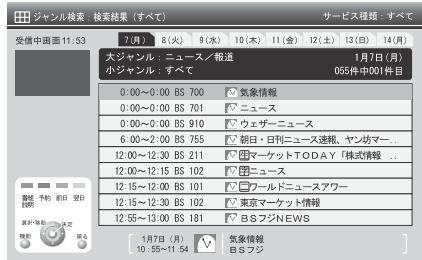 ジャンル検索：検索結果（すべて） サービス種類：すべて
受信中画面11:53 7(月) 8(火) 9(水) 10(木) 11(金) 12(土) 13(日) 14(月)
大ジャンル：ニュース／報道 1月7日(月)
小ジャンル：すべて 055件中001件目
0:00～0:00 BS 700 気象情報
0:00～0:00 BS 701 ニュース
0:00～0:00 BS 910 ウェザーニュース
6:00～2:00 BS 755 朝日・日刊ニュース速報、ヤン坊マー..
12:00～12:30 BS 211 マーケットTODAY「株式情報 ..
12:00～12:15 BS 102 ニュース
12:15～12:00 BS 101 ワールドニュースアワー
12:15～12:30 BS 102 東京マーケット情報
12:55～13:00 BS 181 BSフジNEWS
番組説明 予約 前日 翌日
選択・移動 決定
機能 戻る
1月7日（月） 気象情報
10:55～11:54 BSフジ